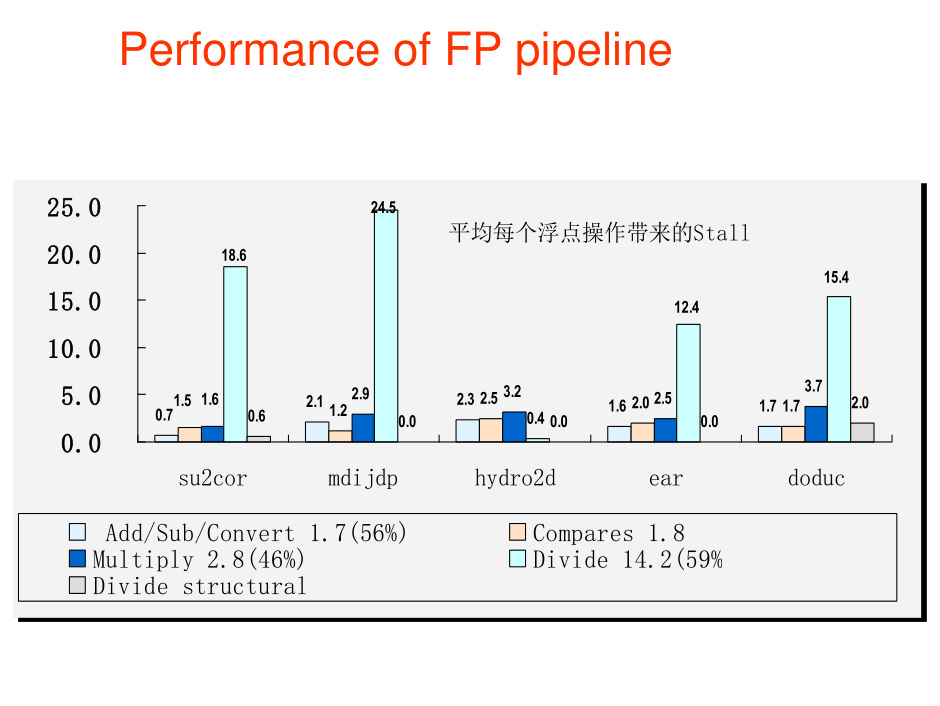 Performance of FP pipeline
平均每个浮点操作带来的Stall
25.0
20.0
15.0
10.0
5.0
0.0
0.7 1.5 1.6 18.6 0.6
2.1 1.2 2.9 24.5 0.0
2.3 2.5 3.2 0.4 0.0
1.6 2.0 2.5 12.4 0.0
1.7 1.7 3.7 15.4 2.0
su2cor mdijdp hydro2d ear doduc
Add/Sub/Convert 1.7(56%) Compares 1.8
Multiply 2.8(46%) Divide 14.2(59%
Divide structural